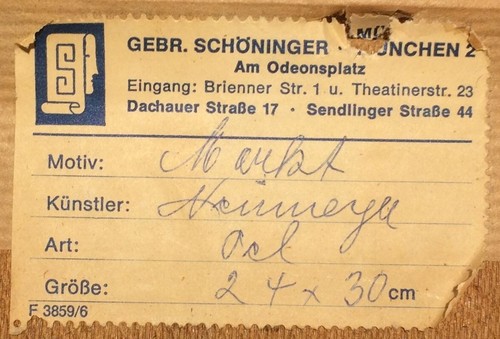 GEBR. SCHÖNINGER · MÜNCHEN 2
Am Odeonsplatz
Eingang: Brienner Str. 1 u. Theatinerstr. 23
Dachauer Straße 17 · Sendlinger Straße 44
Motiv: Markt
Künstler:
Art: Oel
Größe: 24 x 30 cm
F 3859/6